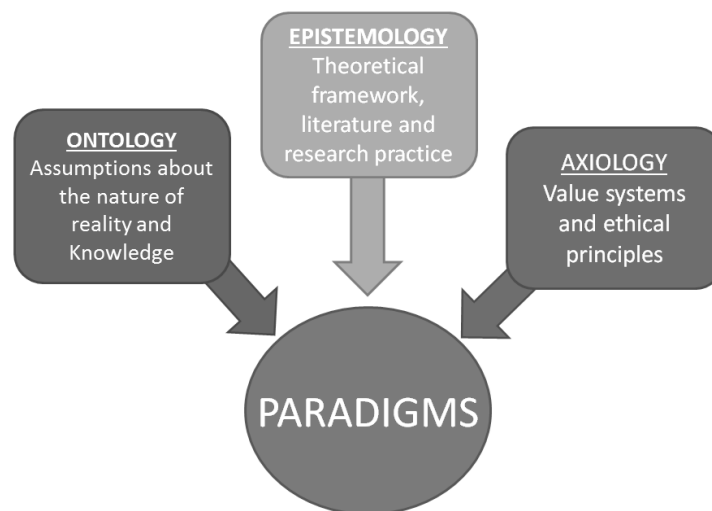 EPISTEMOLOGY
Theoretical
framework,
literature and
research practice
ONTOLOGY
Assumptions about
the nature of
reality and
Knowledge
AXIOLOGY
Value systems
and ethical
principles
PARADIGMS